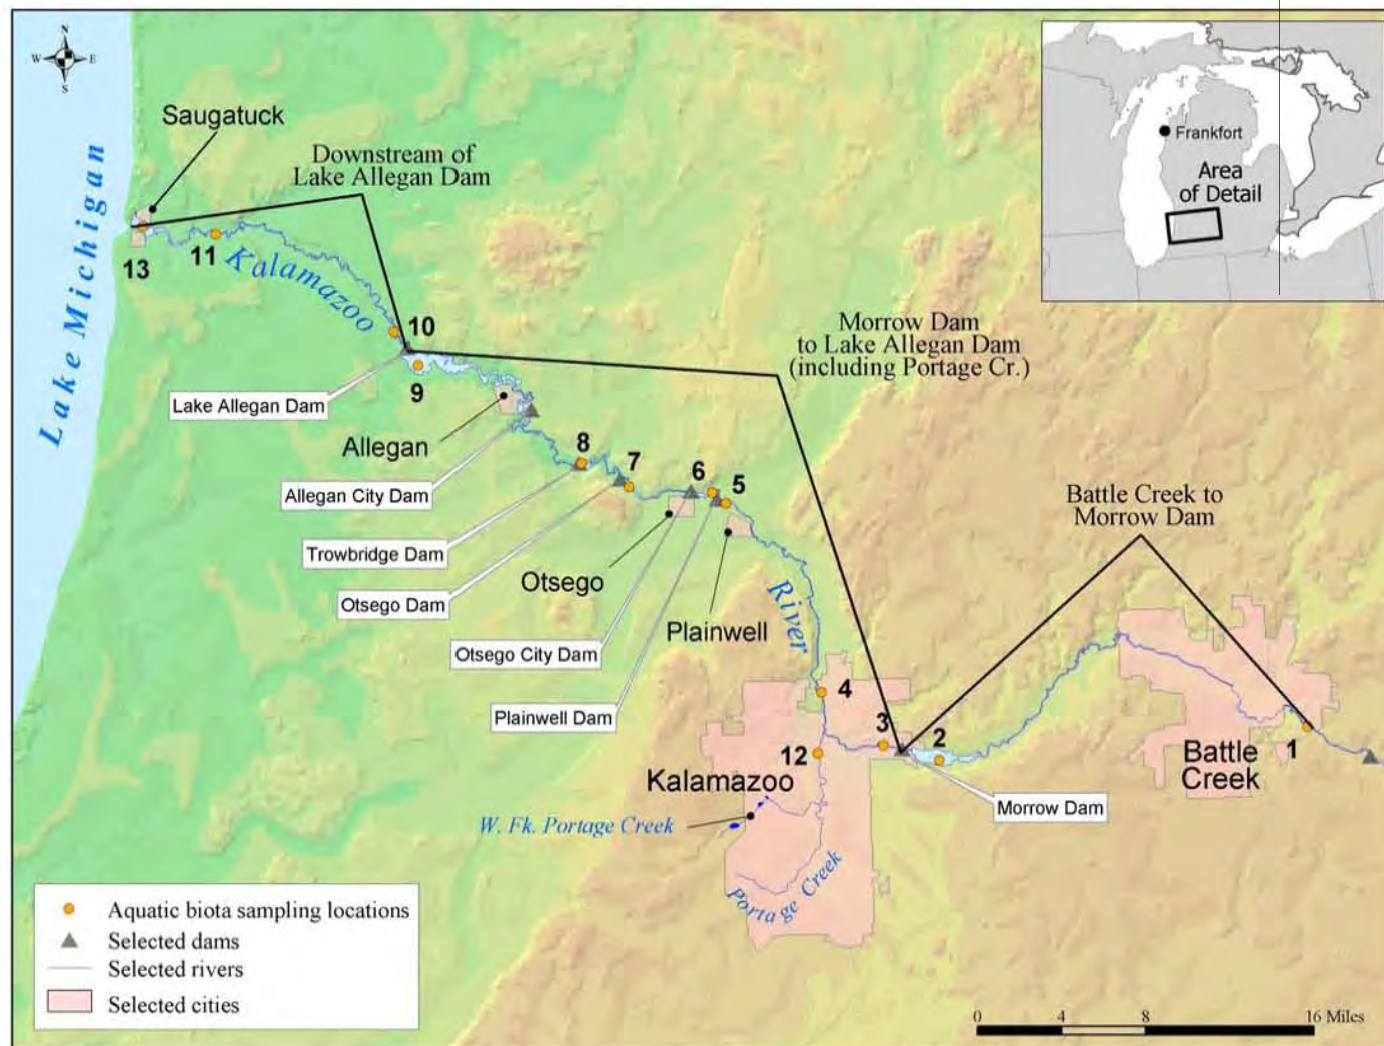 N
W
E
S
Saugatuck
Downstream of
Lake Allegan Dam
Lake Michigan
13
11
Kalamazoo
10
9
Lake Allegan Dam
Allegan
Allegan City Dam
8
7
6
5
Trowbridge Dam
Otsego Dam
Otsego
Otsego City Dam
Plainwell
Plainwell Dam
River
Morrow Dam
to Lake Allegan Dam
(including Portage Cr.)
Battle Creek to
Morrow Dam
4
3
2
12
1
Kalamazoo
Battle
Creek
Morrow Dam
W. Fk. Portage Creek
Portage Creek
Frankfort
Area
of Detail
Aquatic biota sampling locations
Selected dams
Selected rivers
Selected cities
0 4 8 16 Miles